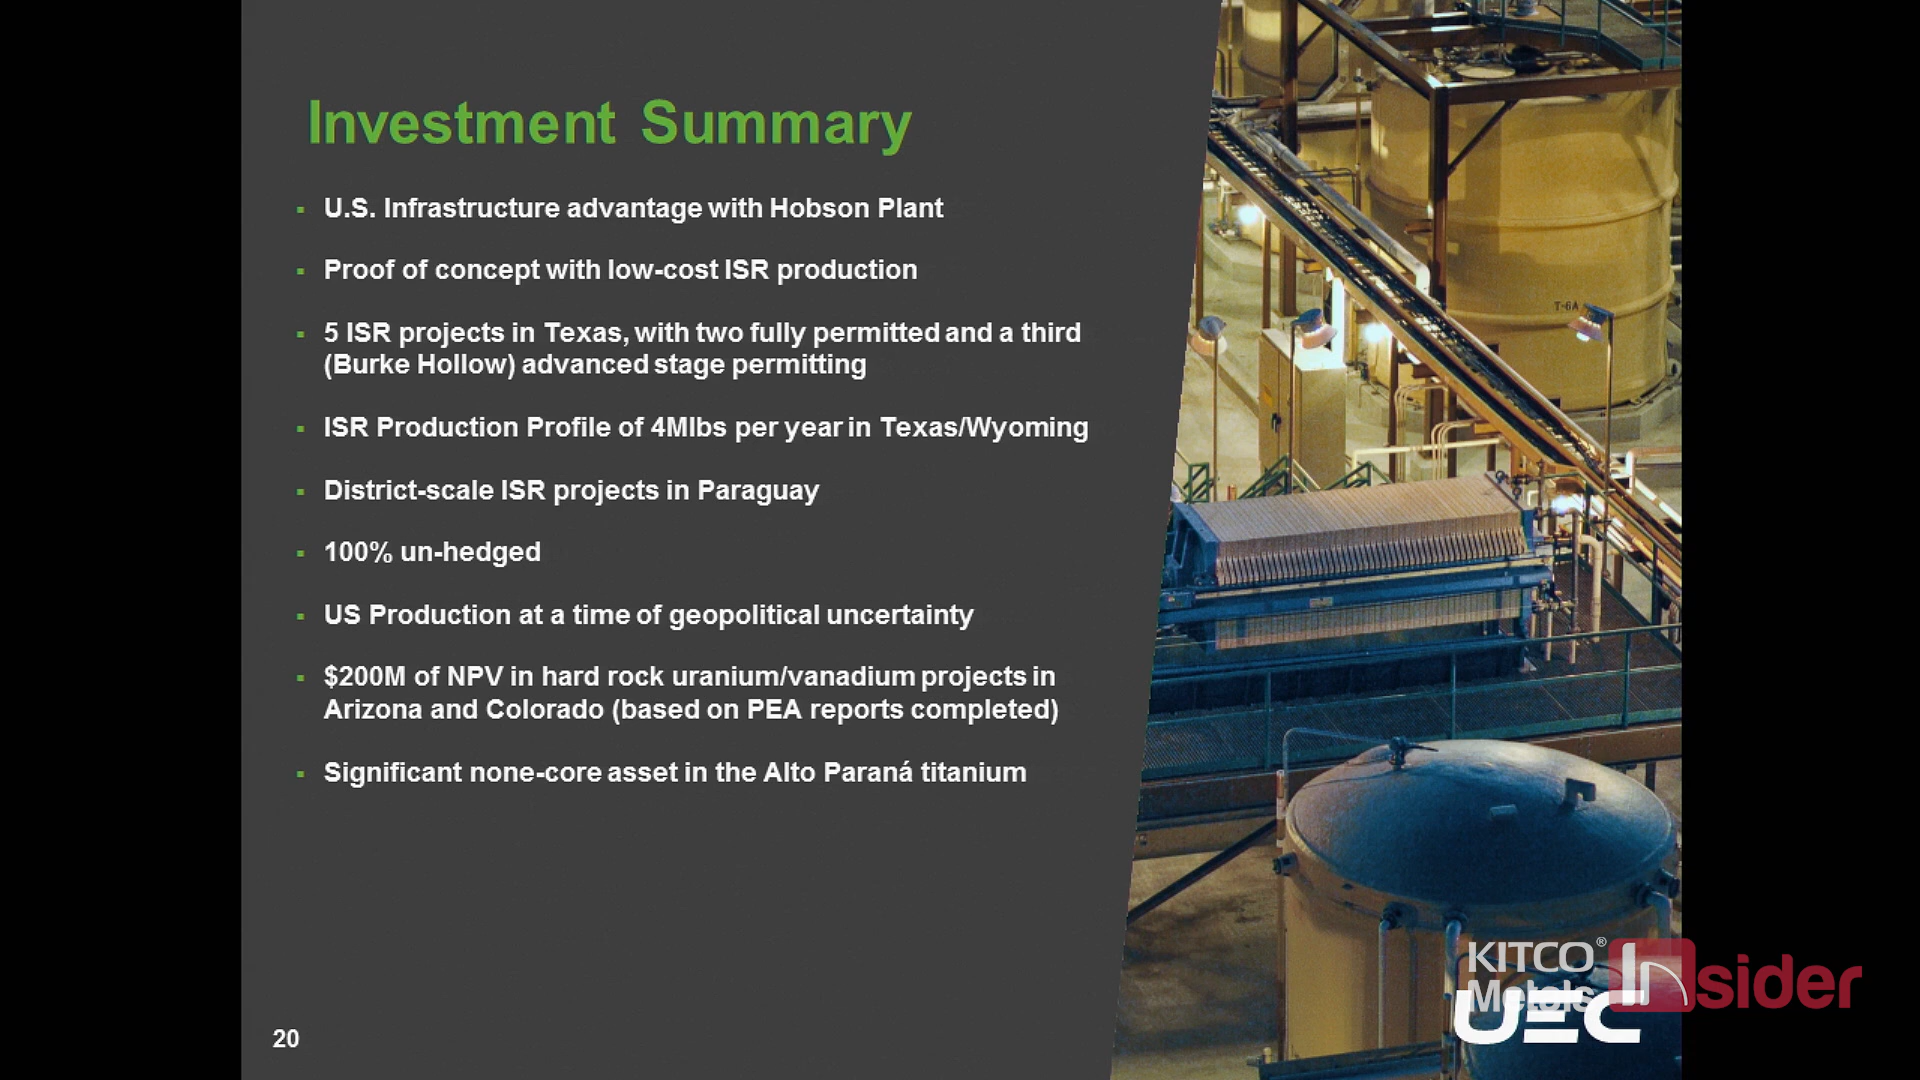 Investment Summary
U.S. Infrastructure advantage with Hobson Plant
Proof of concept with low-cost ISR production
5 ISR projects in Texas, with two fully permitted and a third
(Burke Hollow) advanced stage permitting
ISR Production Profile of 4Mlbs per year in Texas/Wyoming
District-scale ISR projects in Paraguay
100% un-hedged
US Production at a time of geopolitical uncertainty
$200M of NPV in hard rock uranium/vanadium projects in
Arizona and Colorado (based on PEA reports completed)
Significant none-core asset in the Alto Paraná titanium
T-6A
KITCO®
Metals
Insider
UEC
20